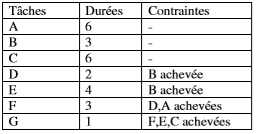 Tâches Durées Contraintes
A 6 -
B 3 -
C 6 -
D 2 B achevée
E 4 B achevée
F 3 D,A achevées
G 1 F,E,C achevées